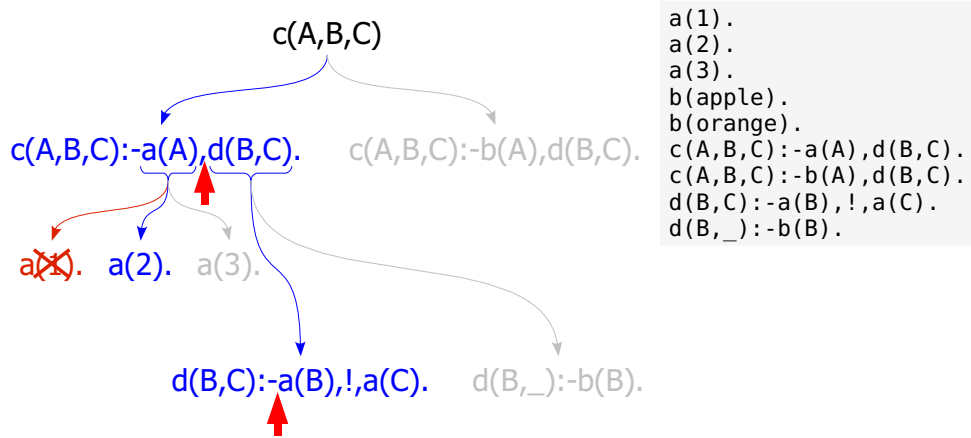 c(A,B,C)
c(A,B,C):-a(A),d(B,C). c(A,B,C):-b(A),d(B,C).
a(1). a(2). a(3).
d(B,C):-a(B),!,a(C). d(B,_):-b(B).
a(1).
a(2).
a(3).
b(apple).
b(orange).
c(A,B,C):-a(A),d(B,C).
c(A,B,C):-b(A),d(B,C).
d(B,C):-a(B),!,a(C).
d(B,_):-b(B).